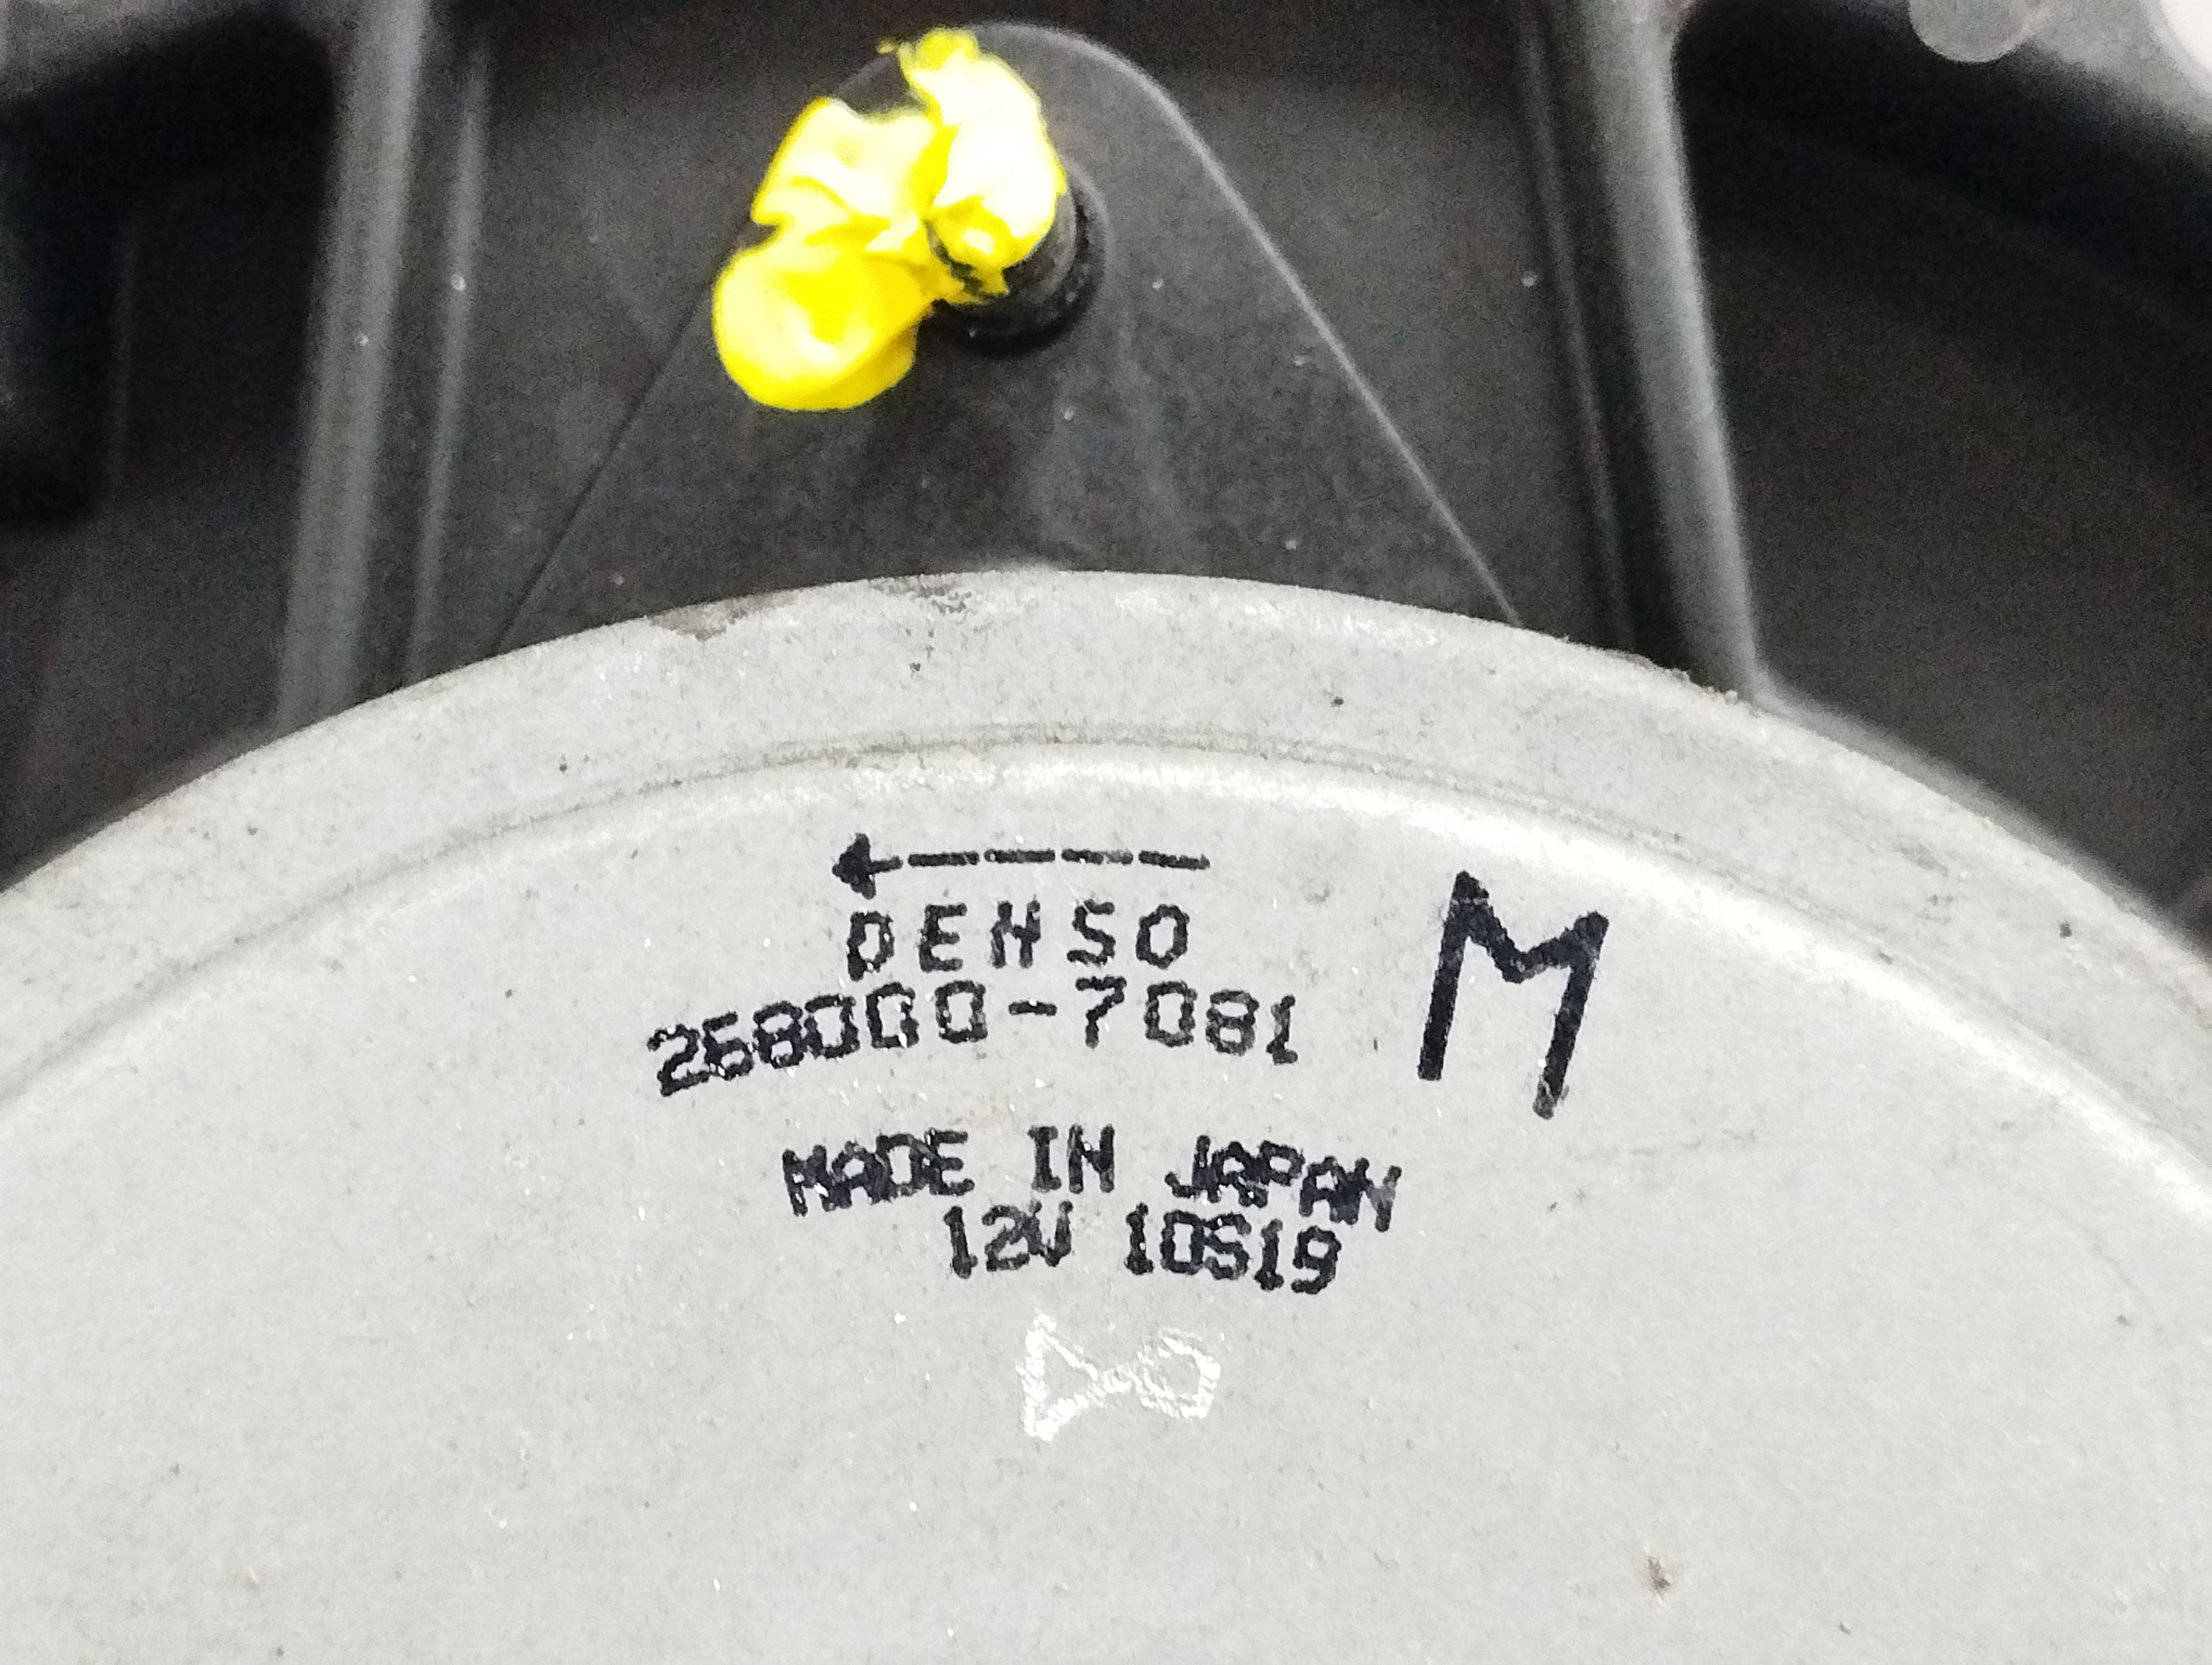 DENSO
268000-7081
M
MADE IN JAPAN
12V 10S19